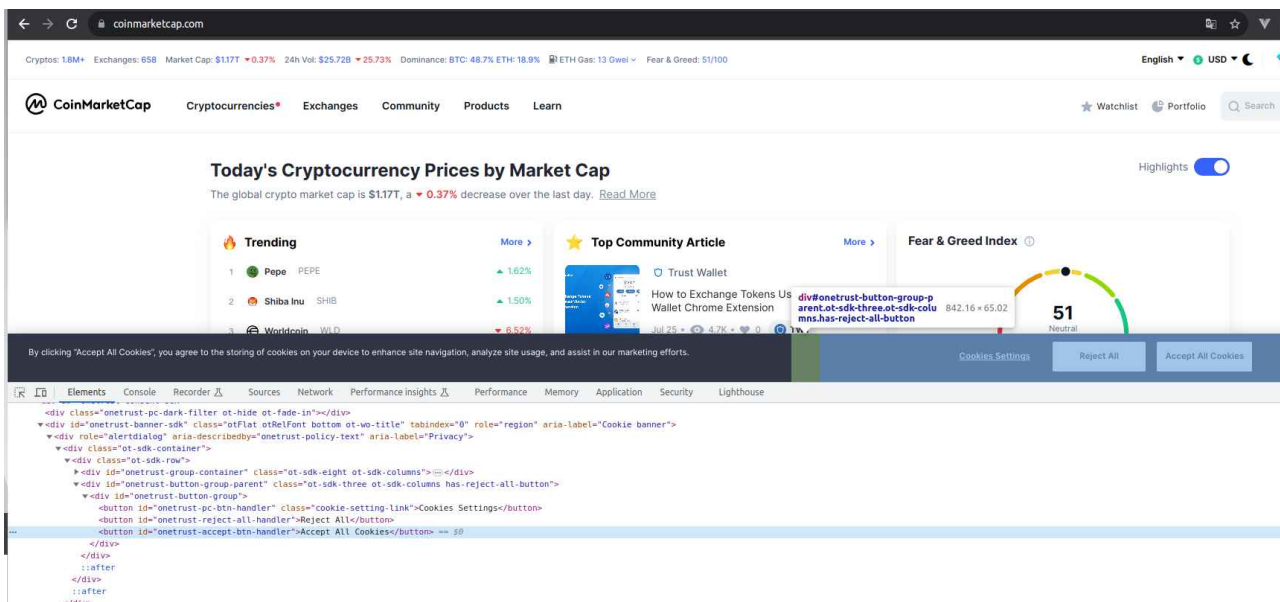 coinmarketcap.com
Cryptos: 1.8M+ Exchanges: 658 Market Cap: $1.17T ▼0.37% 24h Vol: $25.72B ▼25.73% Dominance: BTC: 48.7% ETH: 18.9% ETH Gas: 13 Gwei Fear & Greed: 51/100
English USD
CoinMarketCap Cryptocurrencies Exchanges Community Products Learn Watchlist Portfolio Search
Today's Cryptocurrency Prices by Market Cap
Highlights
The global crypto market cap is $1.17T, a ▼ 0.37% decrease over the last day. Read More
Trending More >
1 Pepe PEPE ▲ 1.62%
2 Shiba Inu SHIB ▲ 1.50%
3 Worldcoin WLD ▼ 6.52%
Top Community Article More >
Trust Wallet
How to Exchange Tokens Us
Wallet Chrome Extension
Jul 25 • 4.7K • 0
Fear & Greed Index
51
Neutral
div#onetrust-button-group-p
arent.ot-sdk-three.ot-sdk-colu
mns.has-reject-all-button
842.16 × 65.02
By clicking "Accept All Cookies", you agree to the storing of cookies on your device to enhance site navigation, analyze site usage, and assist in our marketing efforts.
Cookies Settings Reject All Accept All Cookies
Elements Console Recorder Sources Network Performance insights Performance Memory Application Security Lighthouse
<div class="onetrust-pc-dark-filter ot-hide ot-fade-in"></div>
▼<div id="onetrust-banner-sdk" class="otFlat otRelFont bottom ot-wo-title" tabindex="0" role="region" aria-label="Cookie banner">
▼<div role="alertdialog" aria-describedby="onetrust-policy-text" aria-label="Privacy">
▼<div class="ot-sdk-container">
▼<div class="ot-sdk-row">
▶<div id="onetrust-group-container" class="ot-sdk-eight ot-sdk-columns">…</div>
▼<div id="onetrust-button-group-parent" class="ot-sdk-three ot-sdk-columns has-reject-all-button">
▼<div id="onetrust-button-group">
<button id="onetrust-pc-btn-handler" class="cookie-setting-link">Cookies Settings</button>
<button id="onetrust-reject-all-handler">Reject All</button>
<button id="onetrust-accept-btn-handler">Accept All Cookies</button> == $0
</div>
</div>
::after
</div>
::after